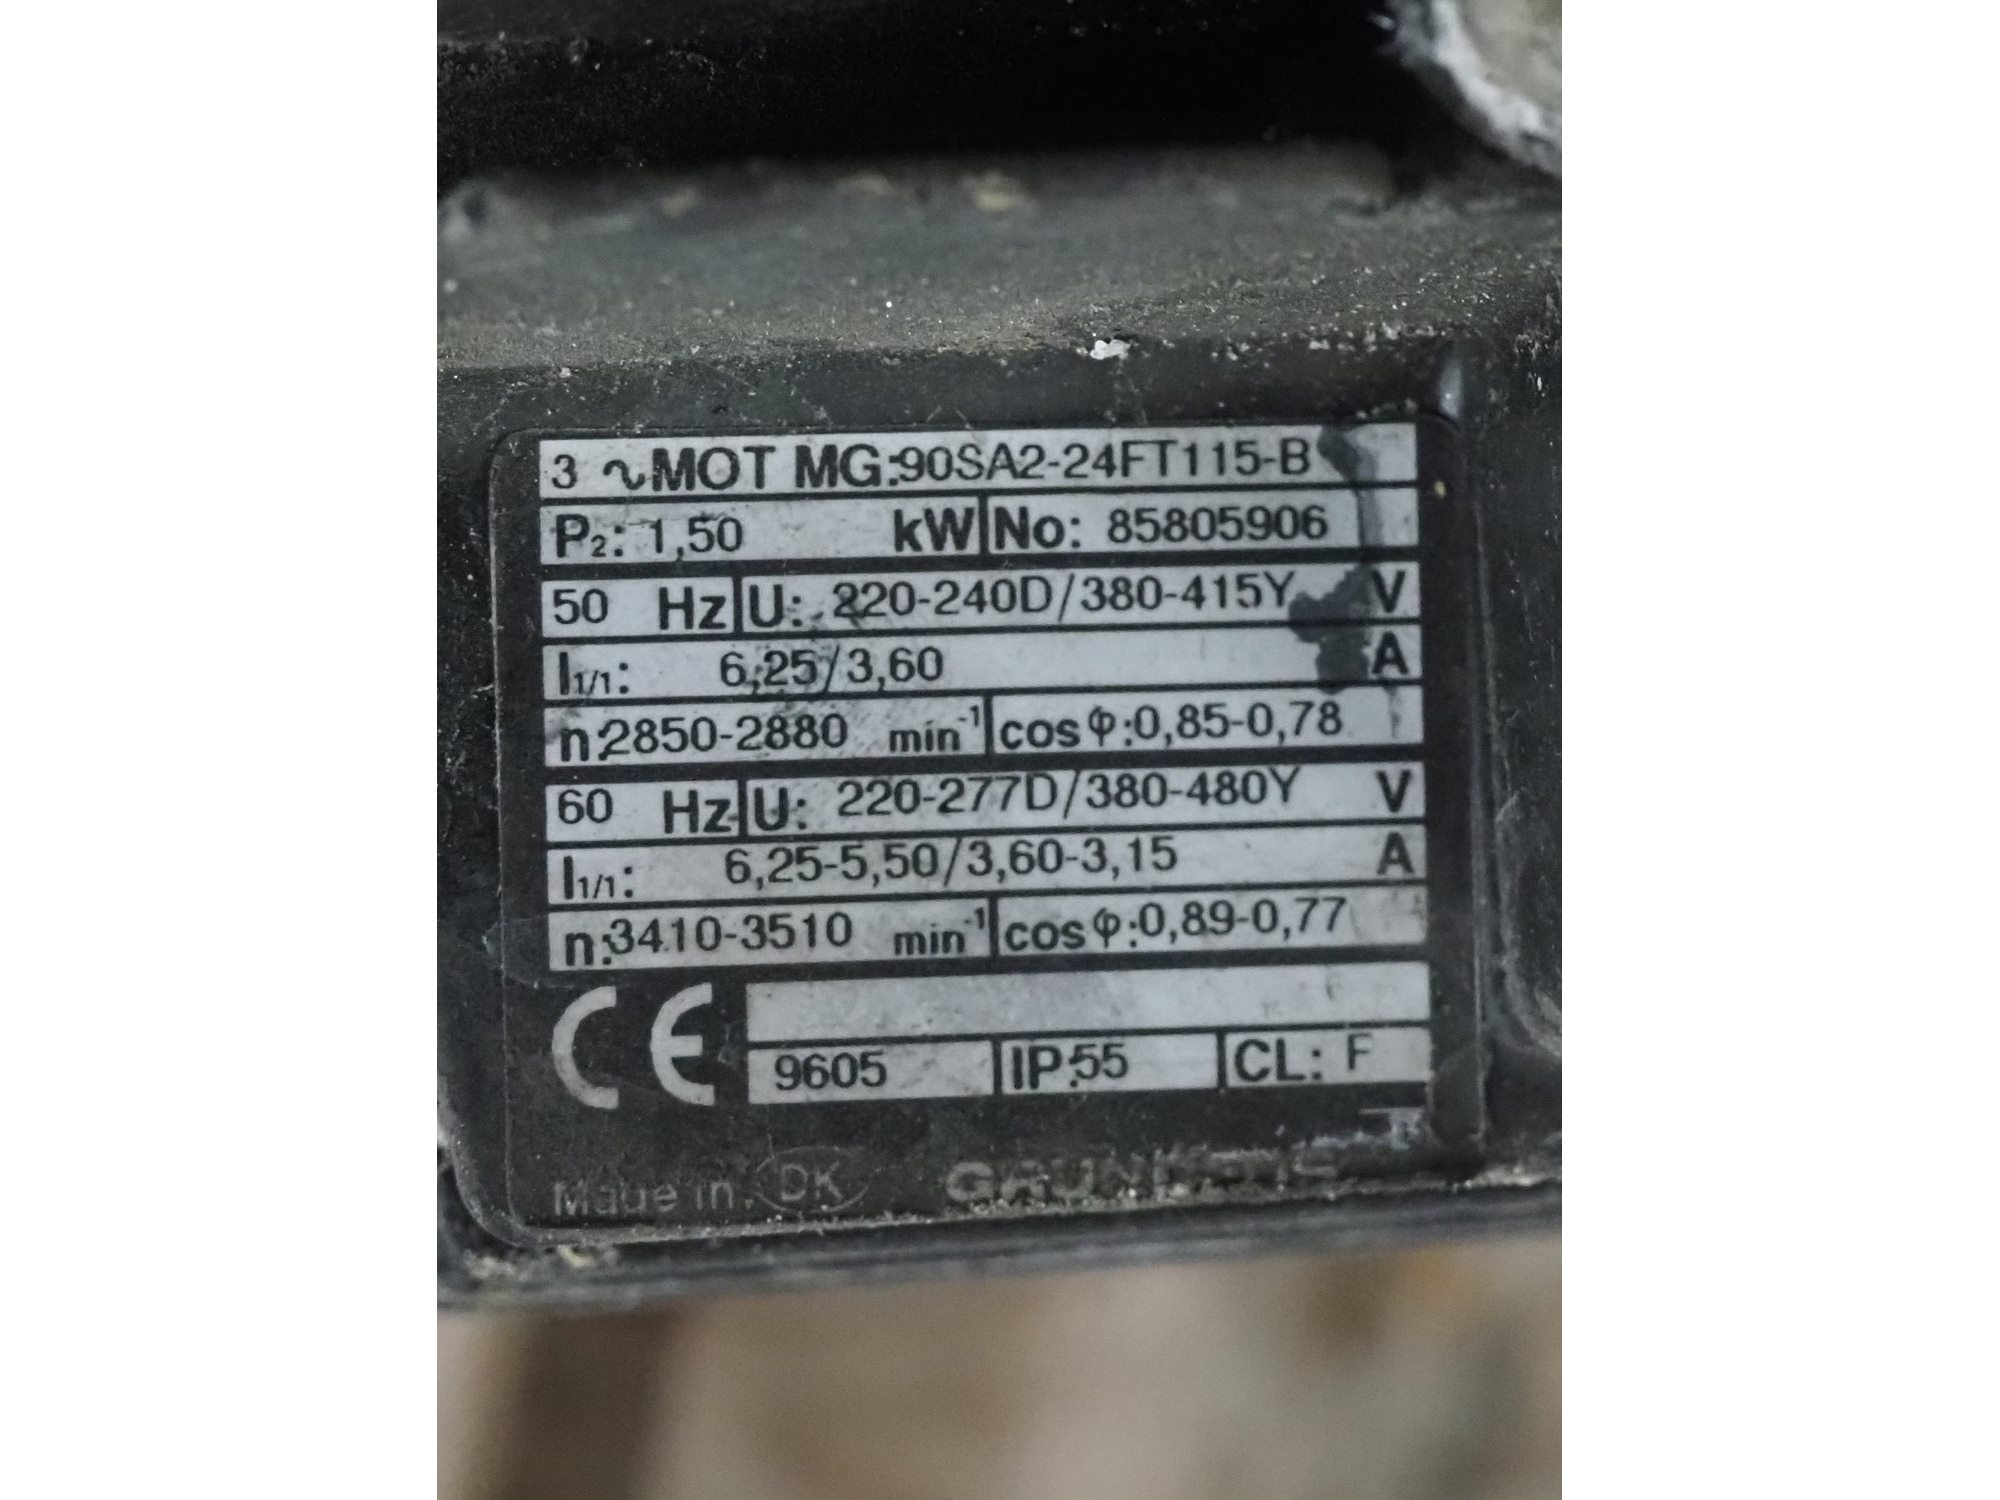 3 ∿ MOT MG:90SA2-24FT115-B
P2: 1,50 kW No: 85805906
50 Hz U: 220-240D/380-415Y V
I1/1: 6,25/3,60 A
n:2850-2880 min-1 cos φ:0,85-0,78
60 Hz U: 220-277D/380-480Y V
I1/1: 6,25-5,50/3,60-3,15 A
n:3410-3510 min-1 cos φ:0,89-0,77
CE
9605 IP:55 CL: F
Made in DK GRUNDFOS